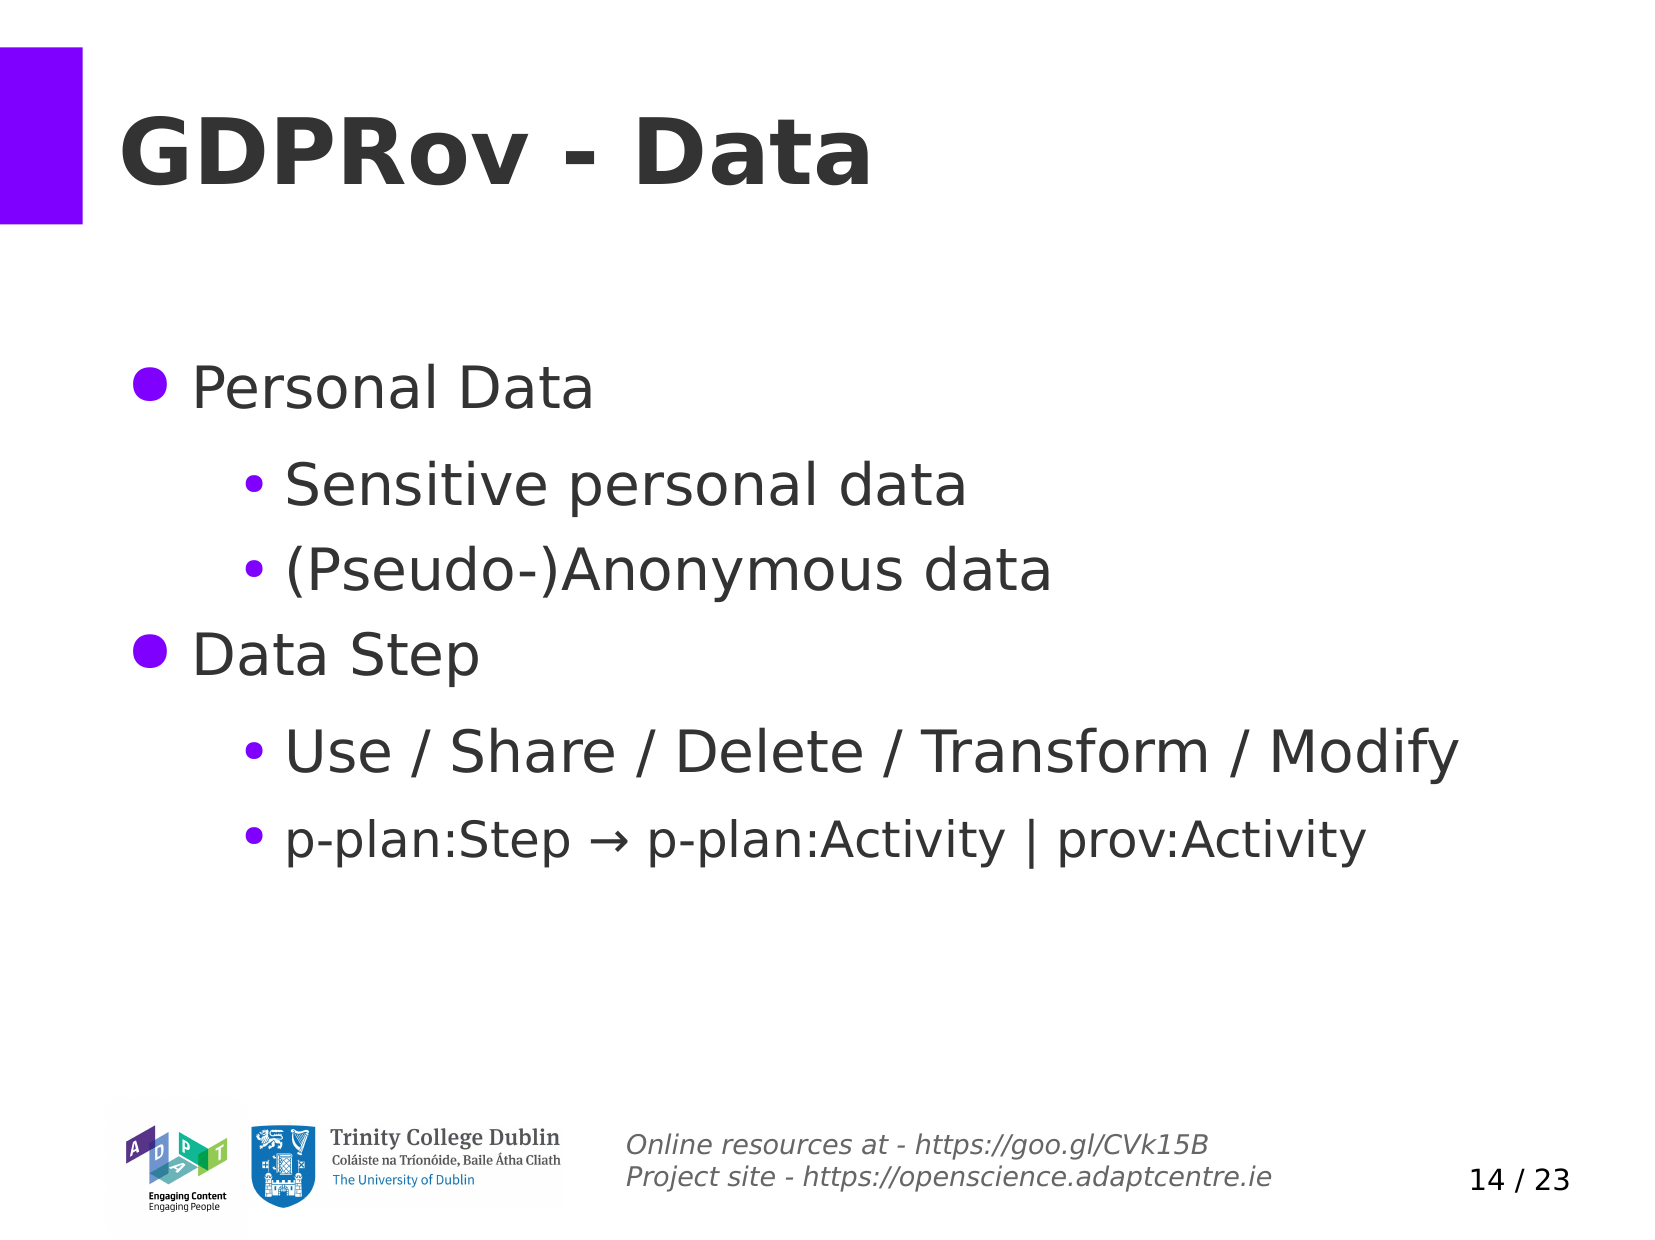 GDPRov - Data
● Personal Data
• Sensitive personal data
• (Pseudo-)Anonymous data
● Data Step
• Use / Share / Delete / Transform / Modify
• p-plan:Step → p-plan:Activity | prov:Activity
ADAPT
Engaging Content
Engaging People
Trinity College Dublin
Coláiste na Tríonóide, Baile Átha Cliath
The University of Dublin
Online resources at - https://goo.gl/CVk15B
Project site - https://openscience.adaptcentre.ie
14 / 23